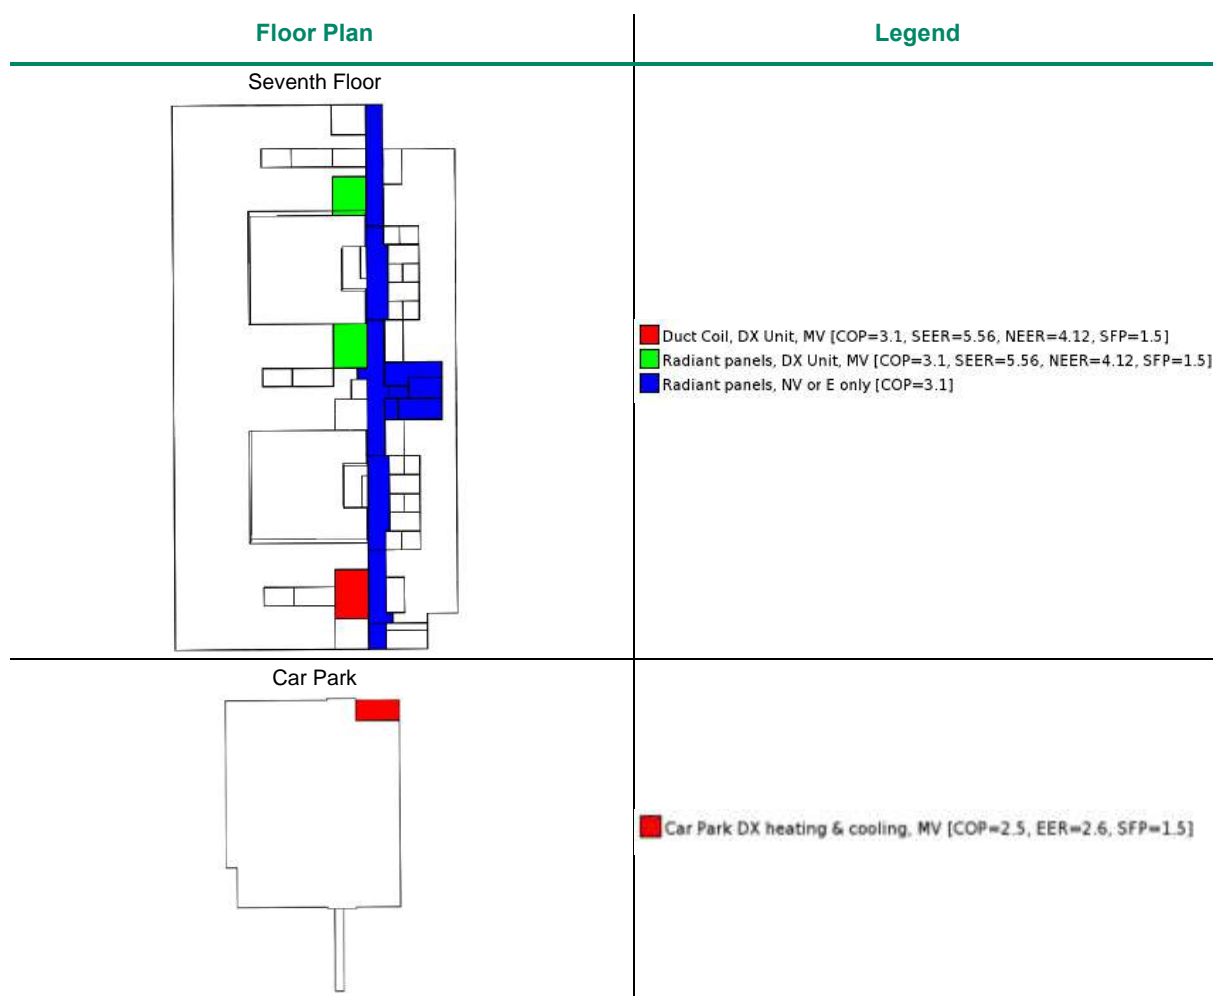 Floor Plan
Legend
Seventh Floor
Duct Coil, DX Unit, MV [COP=3.1, SEER=5.56, NEER=4.12, SFP=1.5]
Radiant panels, DX Unit, MV [COP=3.1, SEER=5.56, NEER=4.12, SFP=1.5]
Radiant panels, NV or E only [COP=3.1]
Car Park
Car Park DX heating & cooling, MV [COP=2.5, EER=2.6, SFP=1.5]